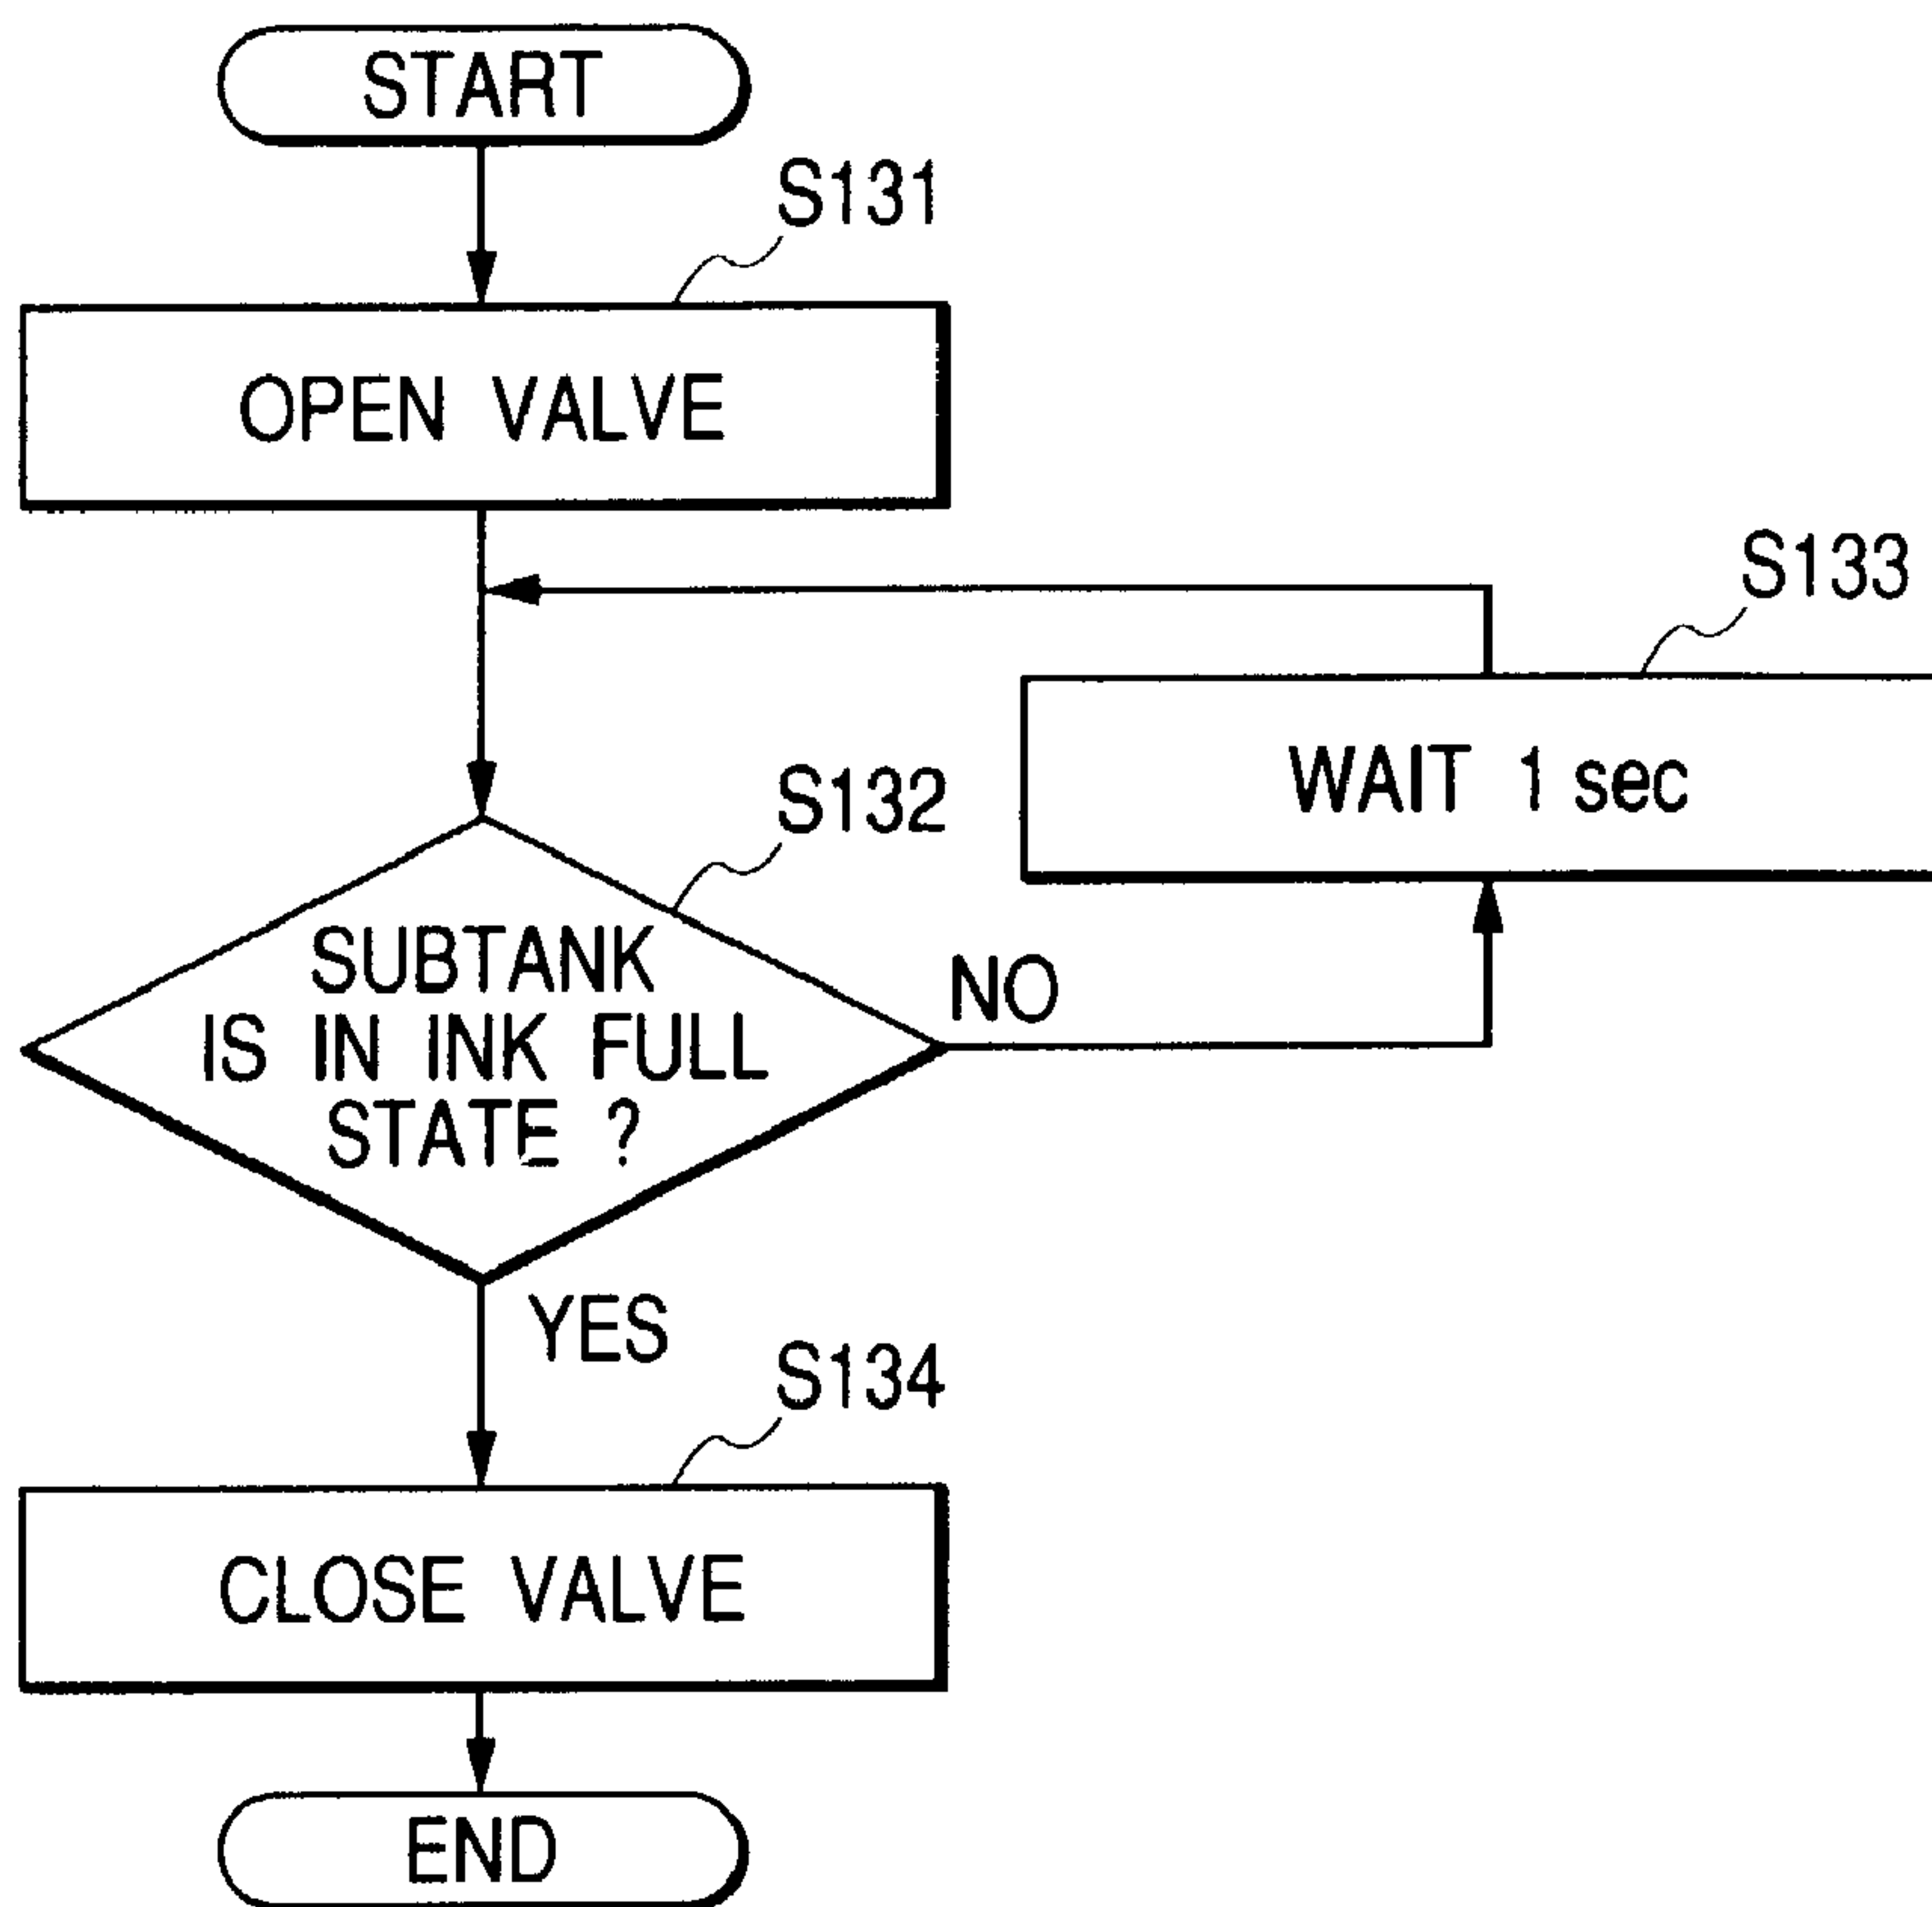 START
S131
OPEN VALVE
S133
WAIT 1 sec
S132
SUBTANK
IS IN INK FULL
STATE ?
NO
YES
S134
CLOSE VALVE
END